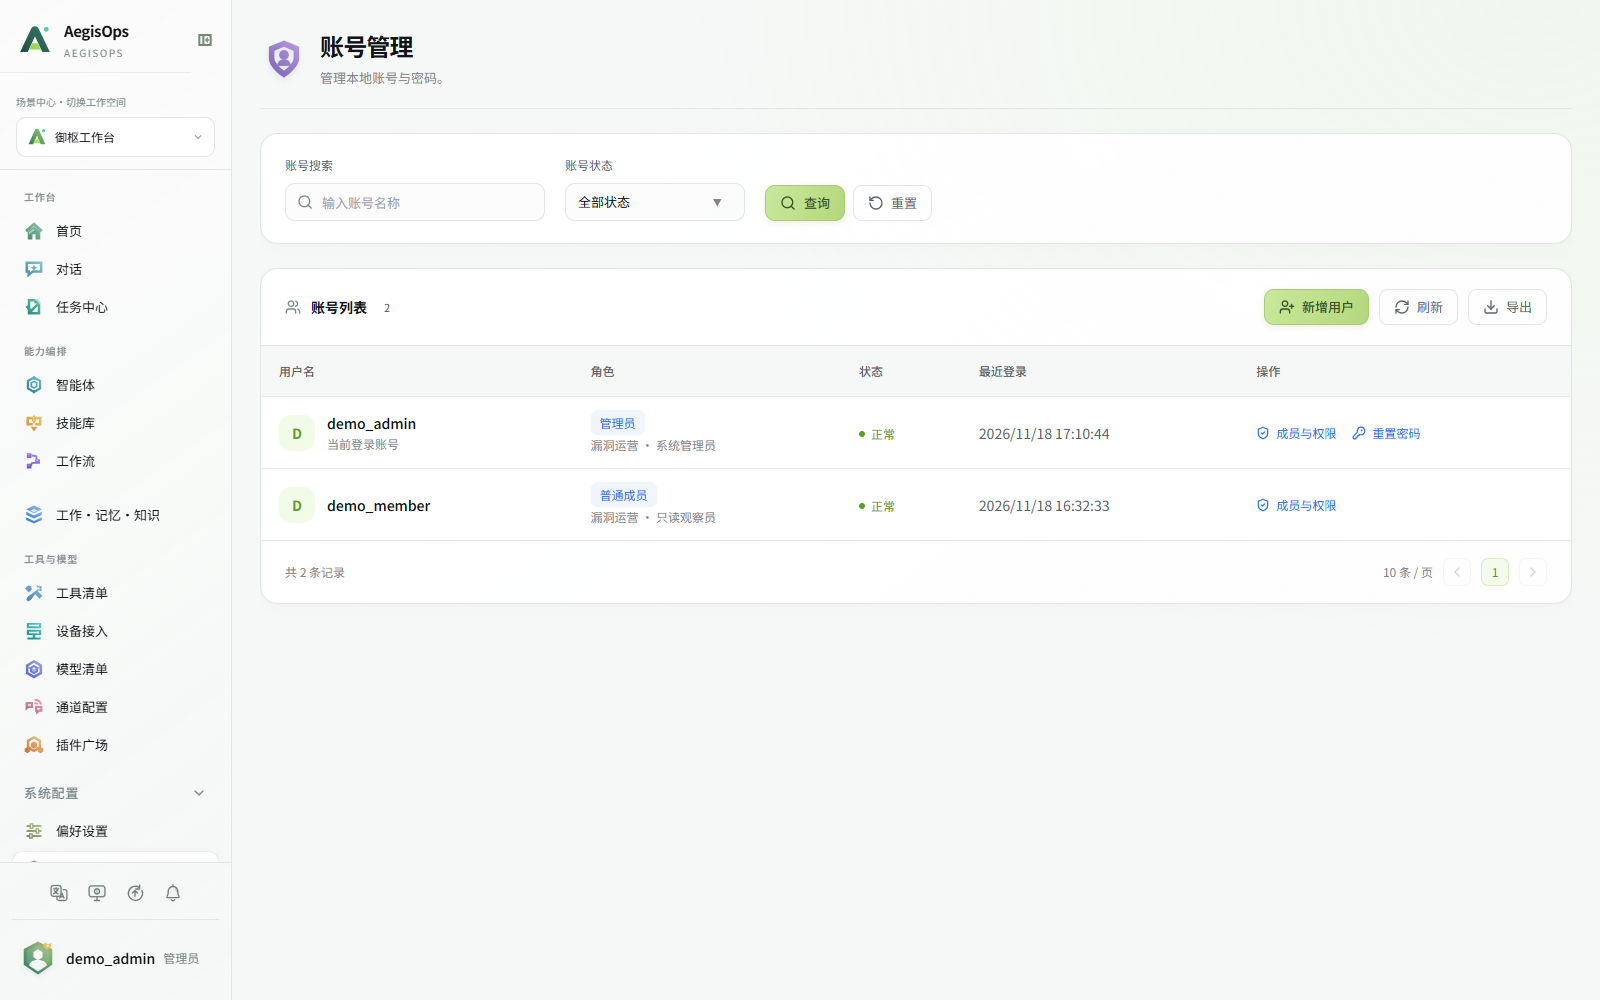 AegisOps
AEGISOPS
场景中心·切换工作空间
御枢工作台
工作台
首页
对话
任务中心
能力编排
智能体
技能库
工作流
工作·记忆·知识
工具与模型
工具清单
设备接入
模型清单
通道配置
插件广场
系统配置
偏好设置
demo_admin 管理员
账号管理
管理本地账号与密码。
账号搜索 账号状态
输入账号名称 全部状态 ▼ 查询 重置
账号列表 2 新增用户 刷新 导出
用户名 角色 状态 最近登录 操作
D demo_admin 当前登录账号 管理员 漏洞运营 · 系统管理员 正常 2026/11/18 17:10:44 成员与权限 重置密码
D demo_member 普通成员 漏洞运营 · 只读观察员 正常 2026/11/18 16:32:33 成员与权限
共 2 条记录 10 条 / 页 1